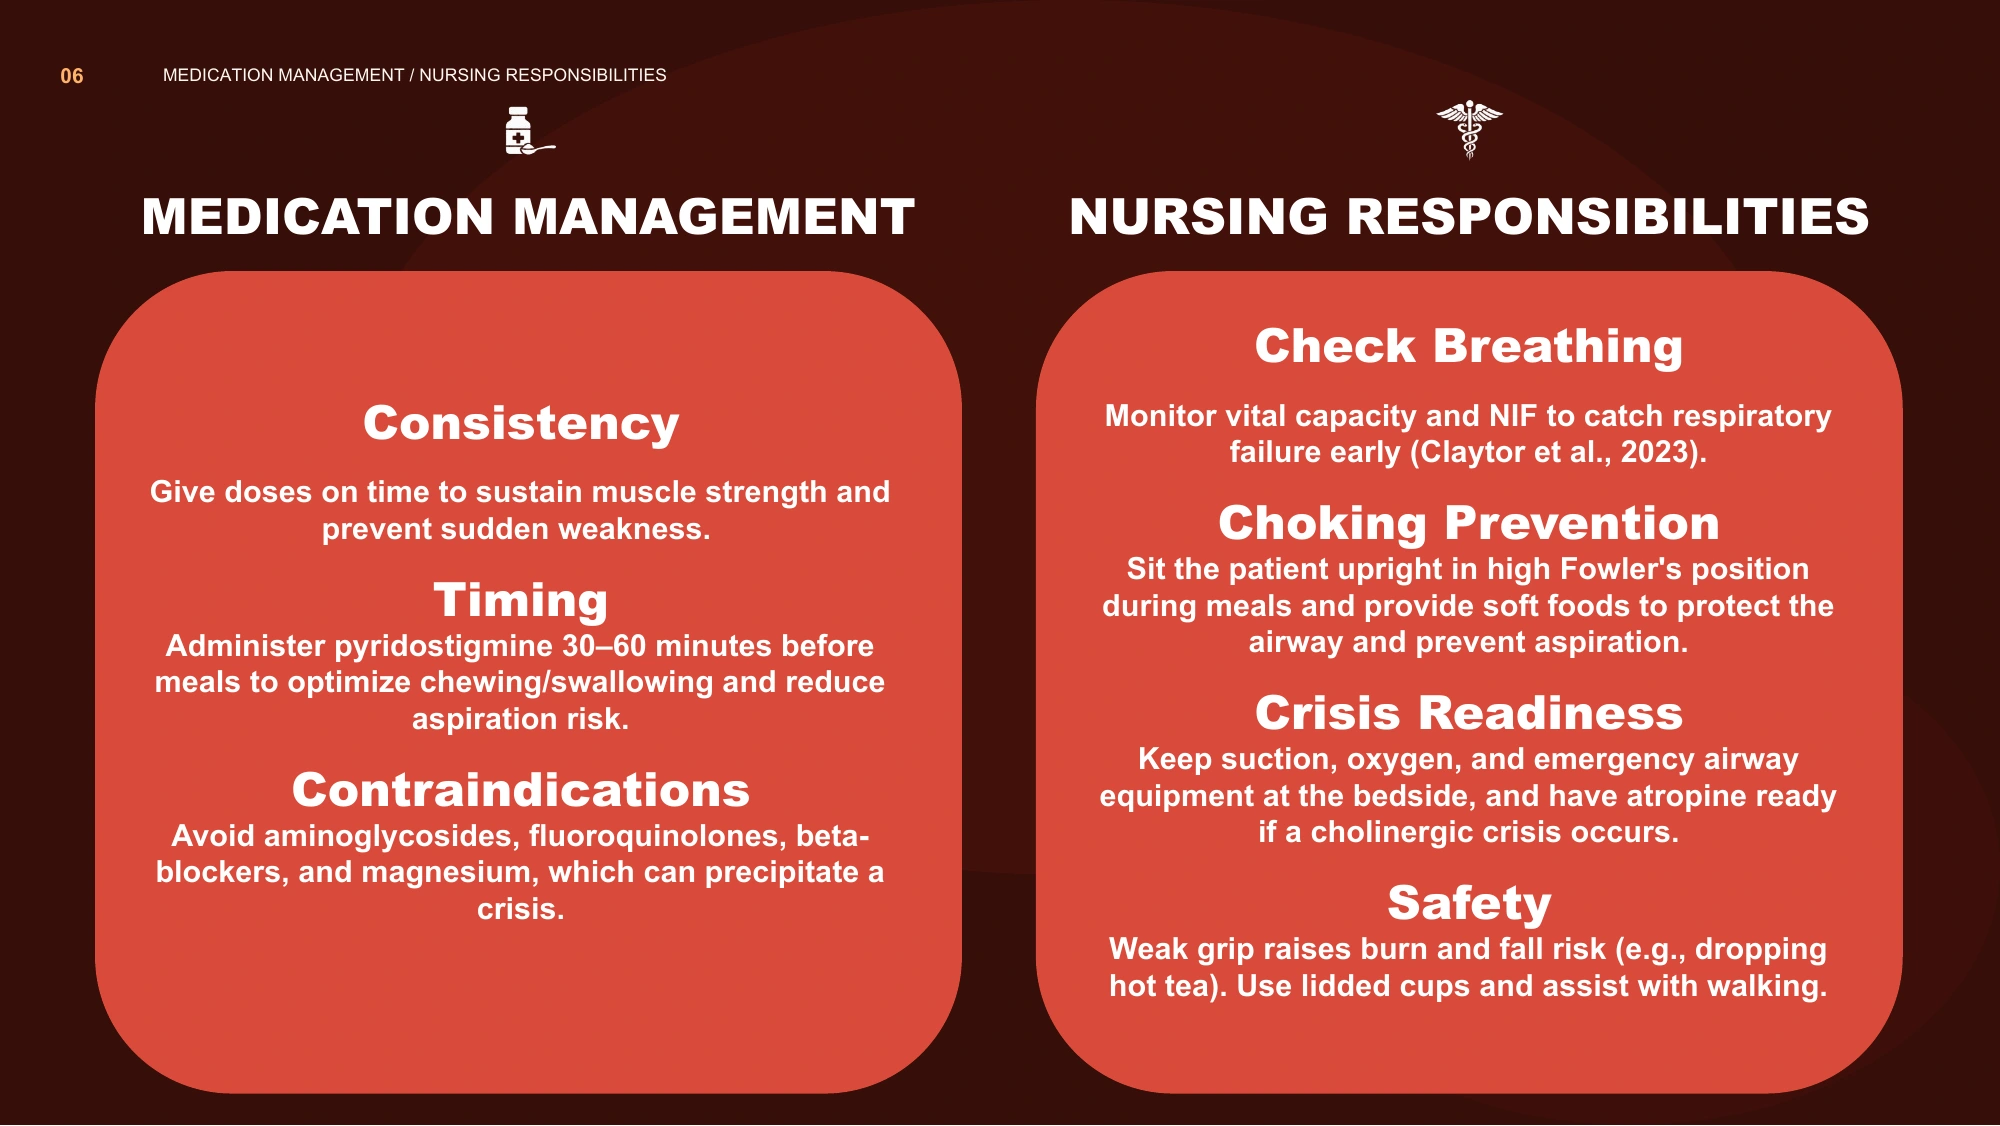 06
MEDICATION MANAGEMENT / NURSING RESPONSIBILITIES
MEDICATION MANAGEMENT
Consistency
Give doses on time to sustain muscle strength and
prevent sudden weakness.
Timing
Administer pyridostigmine 30–60 minutes before
meals to optimize chewing/swallowing and reduce
aspiration risk.
Contraindications
Avoid aminoglycosides, fluoroquinolones, beta-
blockers, and magnesium, which can precipitate a
crisis.
NURSING RESPONSIBILITIES
Check Breathing
Monitor vital capacity and NIF to catch respiratory
failure early (Claytor et al., 2023).
Choking Prevention
Sit the patient upright in high Fowler's position
during meals and provide soft foods to protect the
airway and prevent aspiration.
Crisis Readiness
Keep suction, oxygen, and emergency airway
equipment at the bedside, and have atropine ready
if a cholinergic crisis occurs.
Safety
Weak grip raises burn and fall risk (e.g., dropping
hot tea). Use lidded cups and assist with walking.